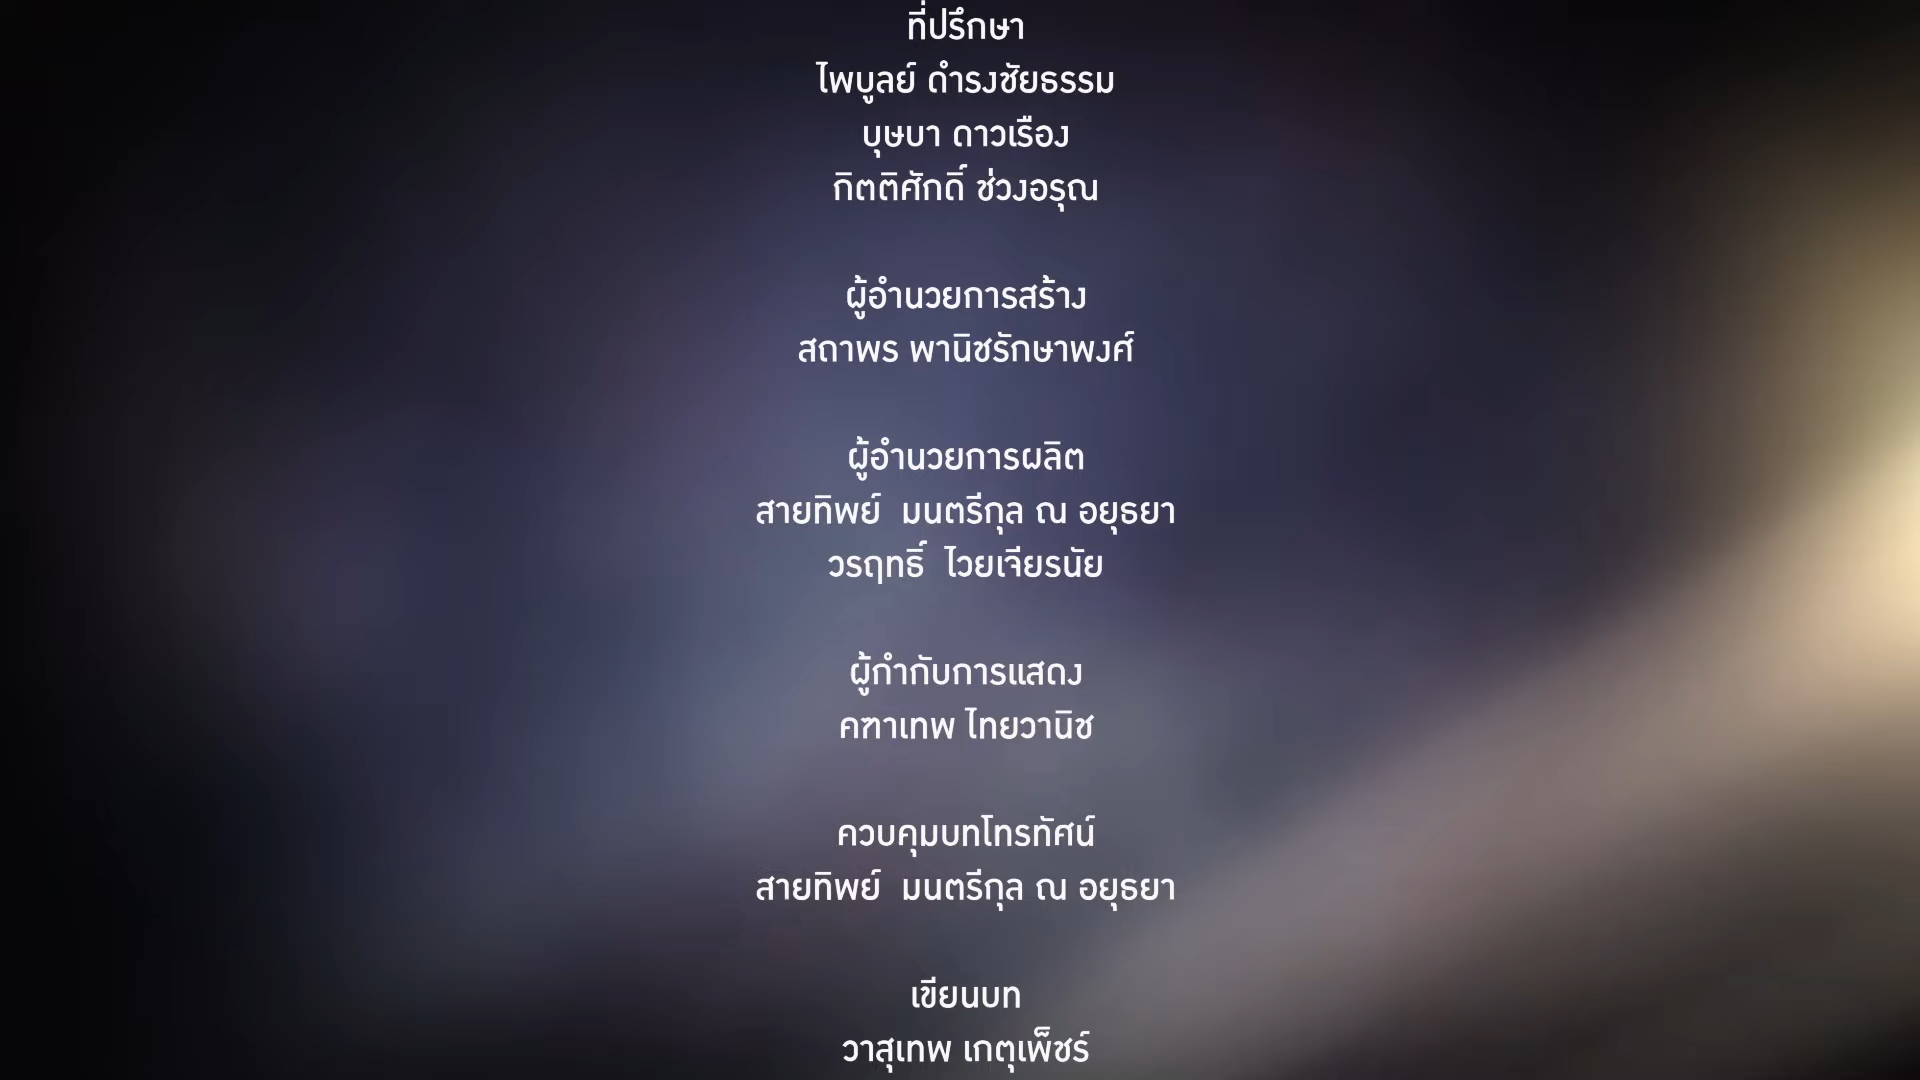 ที่ปรึกษา
ไพบูลย์ ดำรงชัยธรรม
บุษบา ดาวเรือง
กิตติศักดิ์ ช่วงอรุณ
ผู้อำนวยการสร้าง
สถาพร พานิชรักษาพงศ์
ผู้อำนวยการผลิต
สายทิพย์ มนตรีกุล ณ อยุธยา
วรฤทธิ์ ไวยเจียรนัย
ผู้กำกับการแสดง
คฑาเทพ ไทยวานิช
ควบคุมบทโทรทัศน์
สายทิพย์ มนตรีกุล ณ อยุธยา
เขียนบท
วาสุเทพ เกตุเพ็ชร์